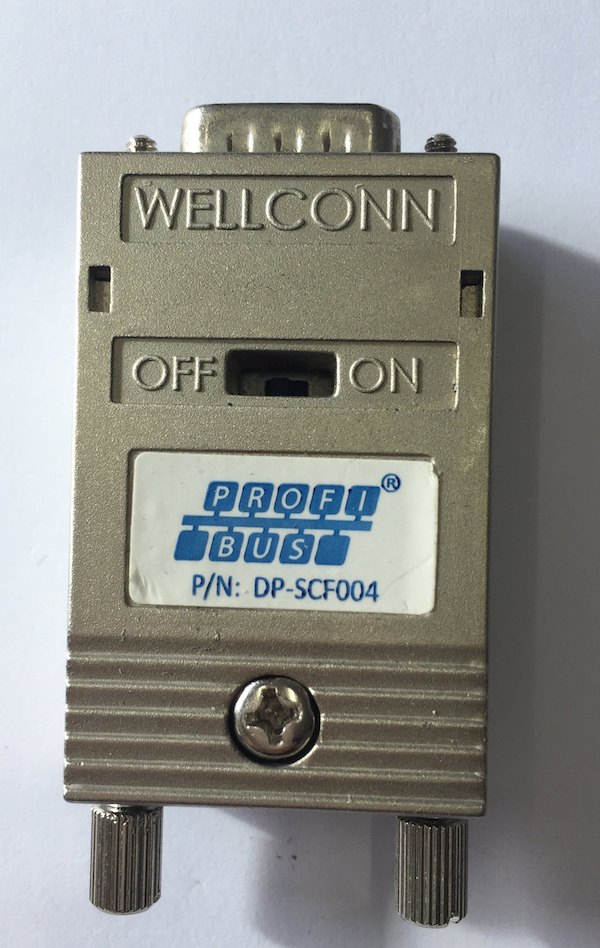 WELLCONN
OFF ON
PROFI®
BUS
P/N: DP-SCF004